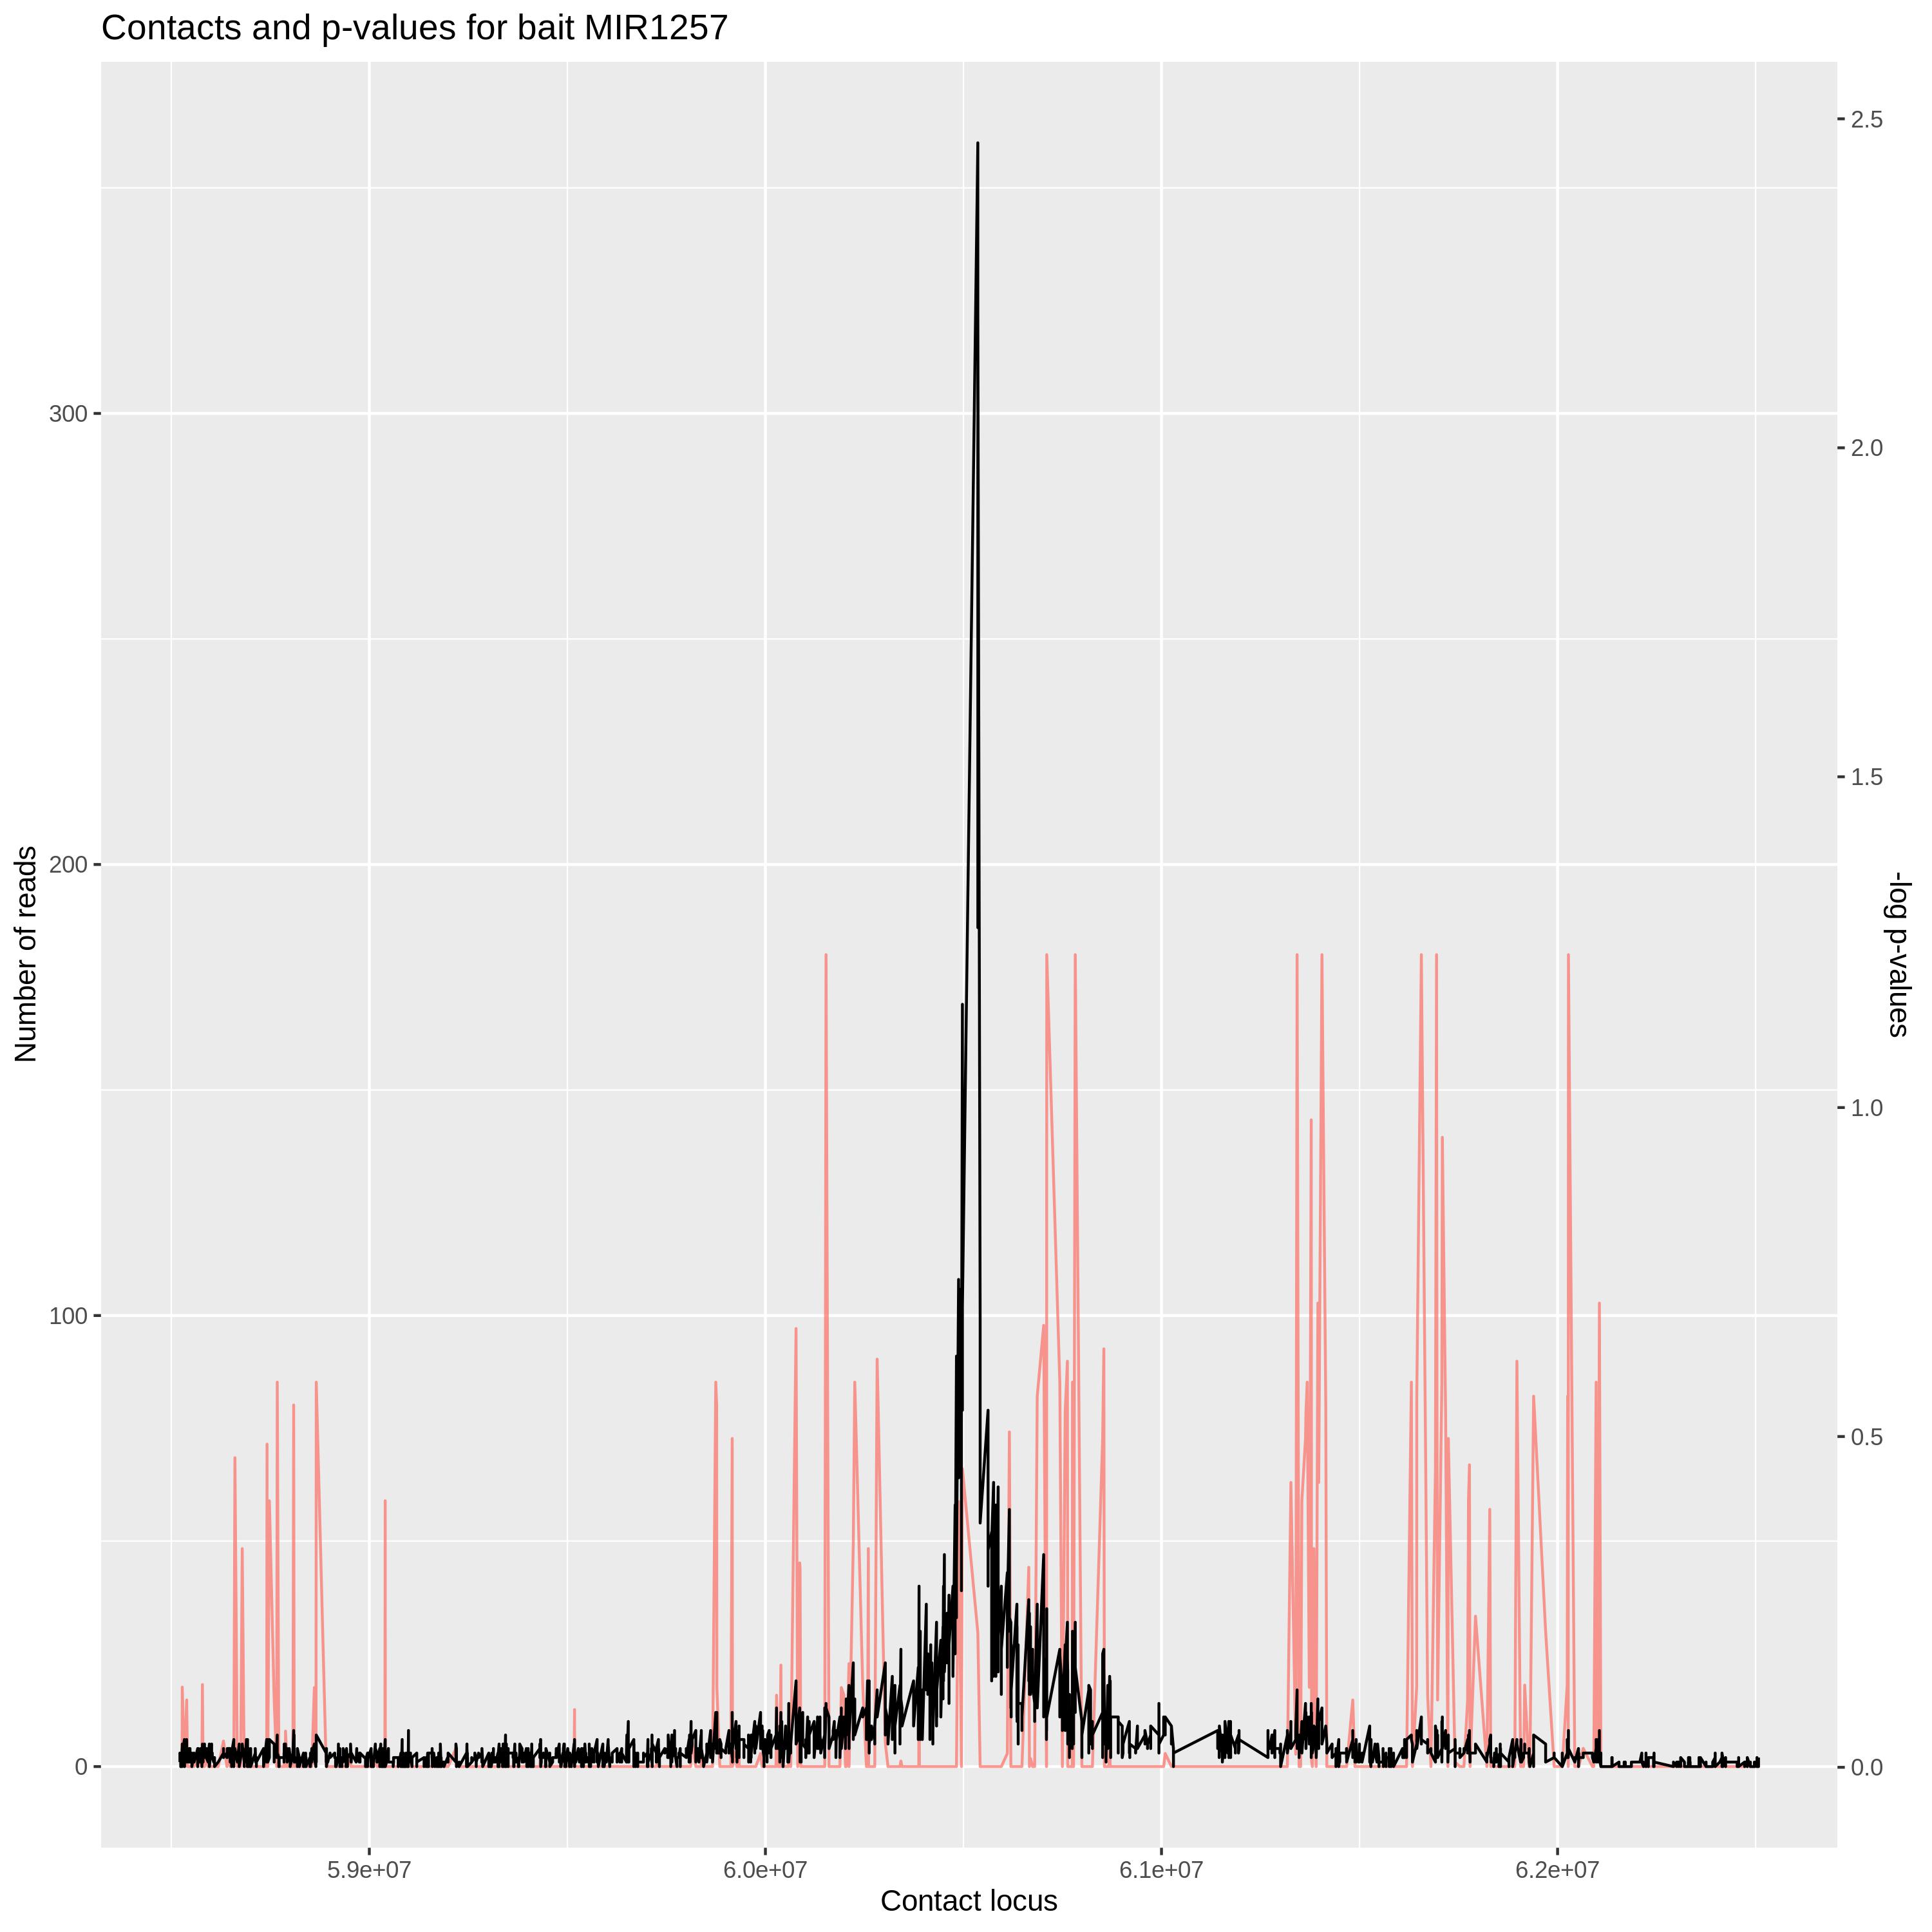 Contacts and p-values for bait MIR1257
Number of reads
300
200
100
0
2.5
2.0
1.5
1.0
0.5
0.0
-log p-values
5.9e+07
6.0e+07
6.1e+07
6.2e+07
Contact locus